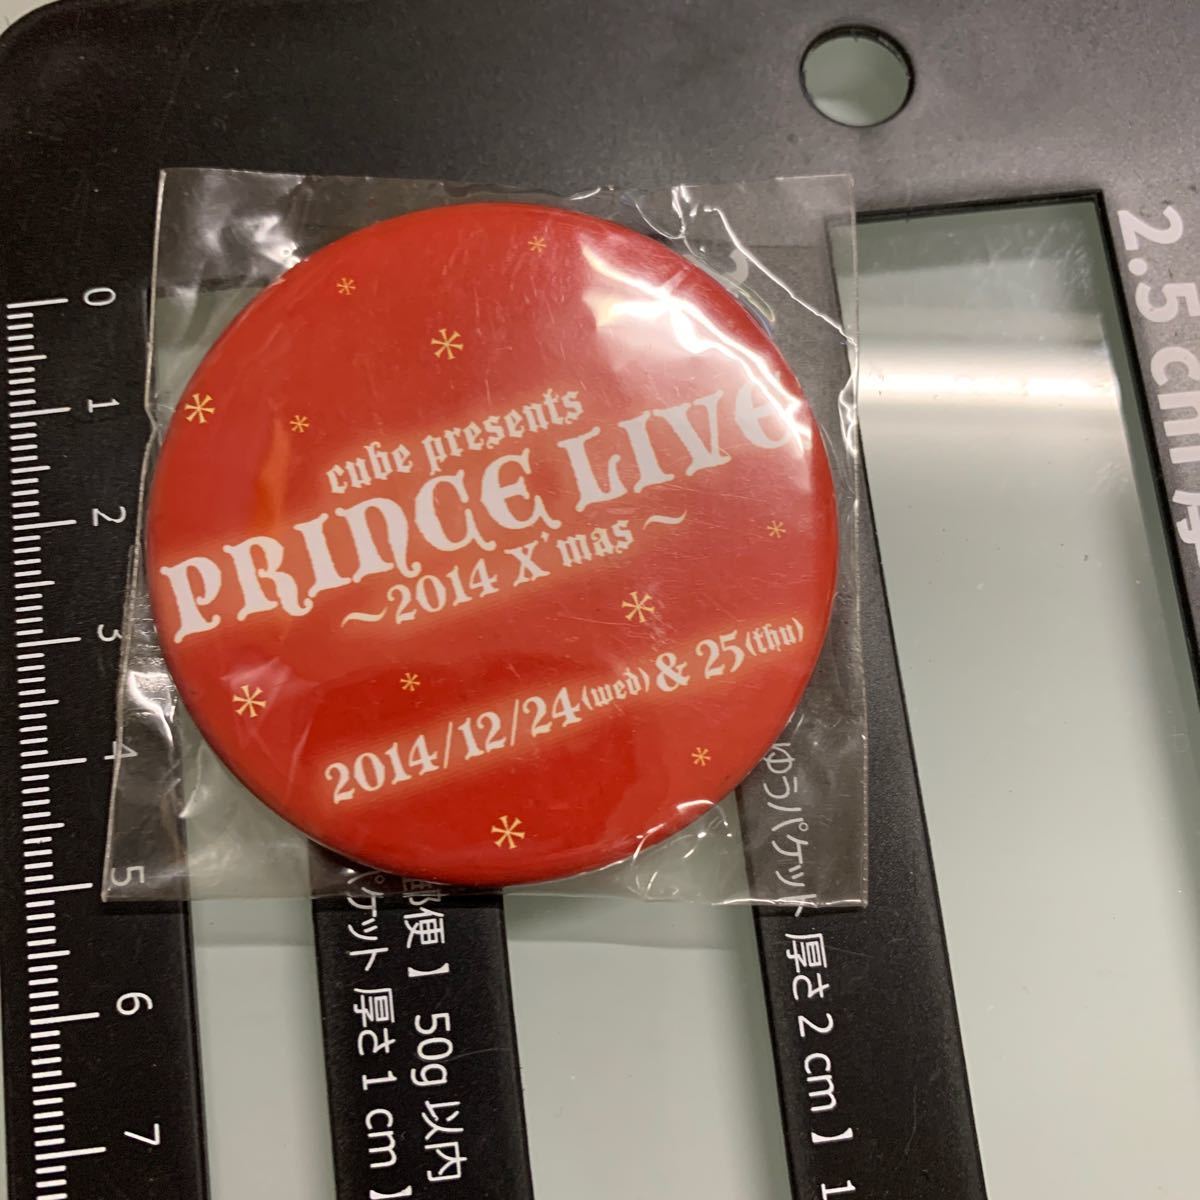 cube presents
PRINCE LIVE
～2014 X'mas～
2014/12/24(wed) & 25(thu)
0
1
2
3
4
5
6
7
2.5 cm
便】 50g 以内
パケット 厚さ 1 cm 】
ゆうパケット 厚さ 2 cm 】 1